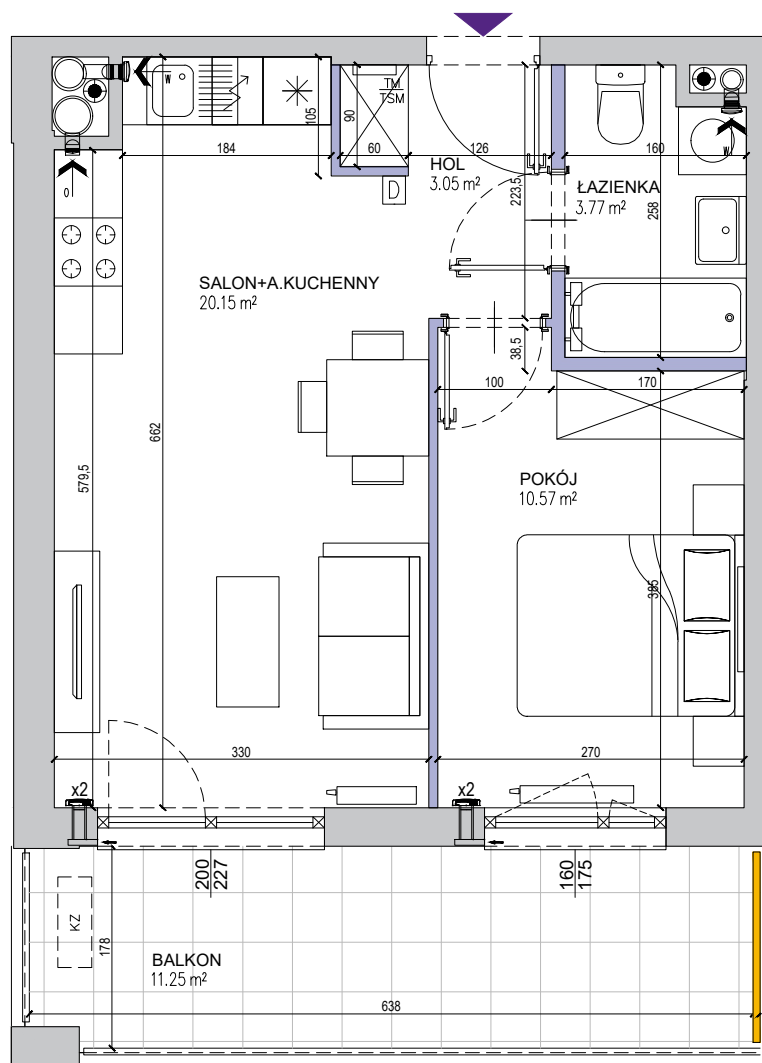 W
TM
TSM
105
90
184
60
126
160
HOL
3.05 m²
223,5
ŁAZIENKA
3.77 m²
W
258
D
SALON+A.KUCHENNY
20.15 m²
38,5
100
170
662
579,5
POKÓJ
10.57 m²
385
330
270
x2
x2
200
227
160
175
KZ
178
BALKON
11.25 m²
638